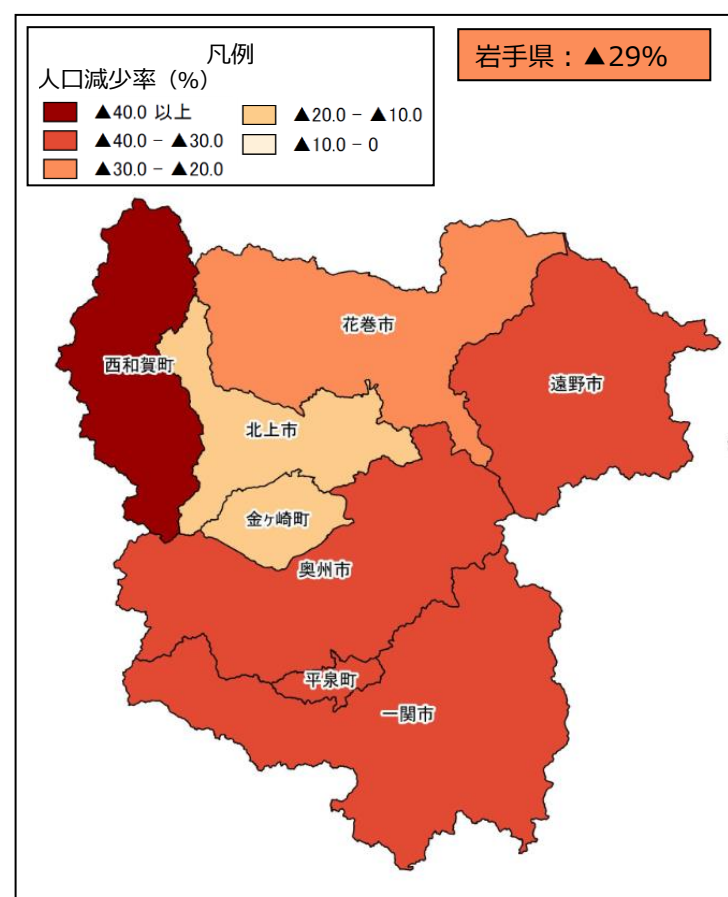 凡例
人口減少率（%）
▲40.0 以上
▲40.0 − ▲30.0
▲30.0 − ▲20.0
▲20.0 − ▲10.0
▲10.0 − 0
岩手県：▲29%
花巻市
西和賀町
遠野市
北上市
金ヶ崎町
奥州市
平泉町
一関市